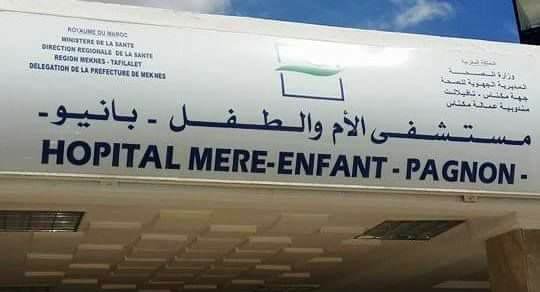 ROYAUME DU MAROC
MINISTERE DE LA SANTE
DIRECTION REGIONALE DE LA SANTE
REGION MEKNES - TAFILALET
DELEGATION DE LA PREFECTURE DE MEKNES
المملكة المغربية
وزارة الصحة
المديرية الجهوية للصحة
جهة مكناس - تافيلالت
مندوبية عمالة مكناس
مستشفى الأم والطفل - بانيو -
HOPITAL MERE-ENFANT - PAGNON -